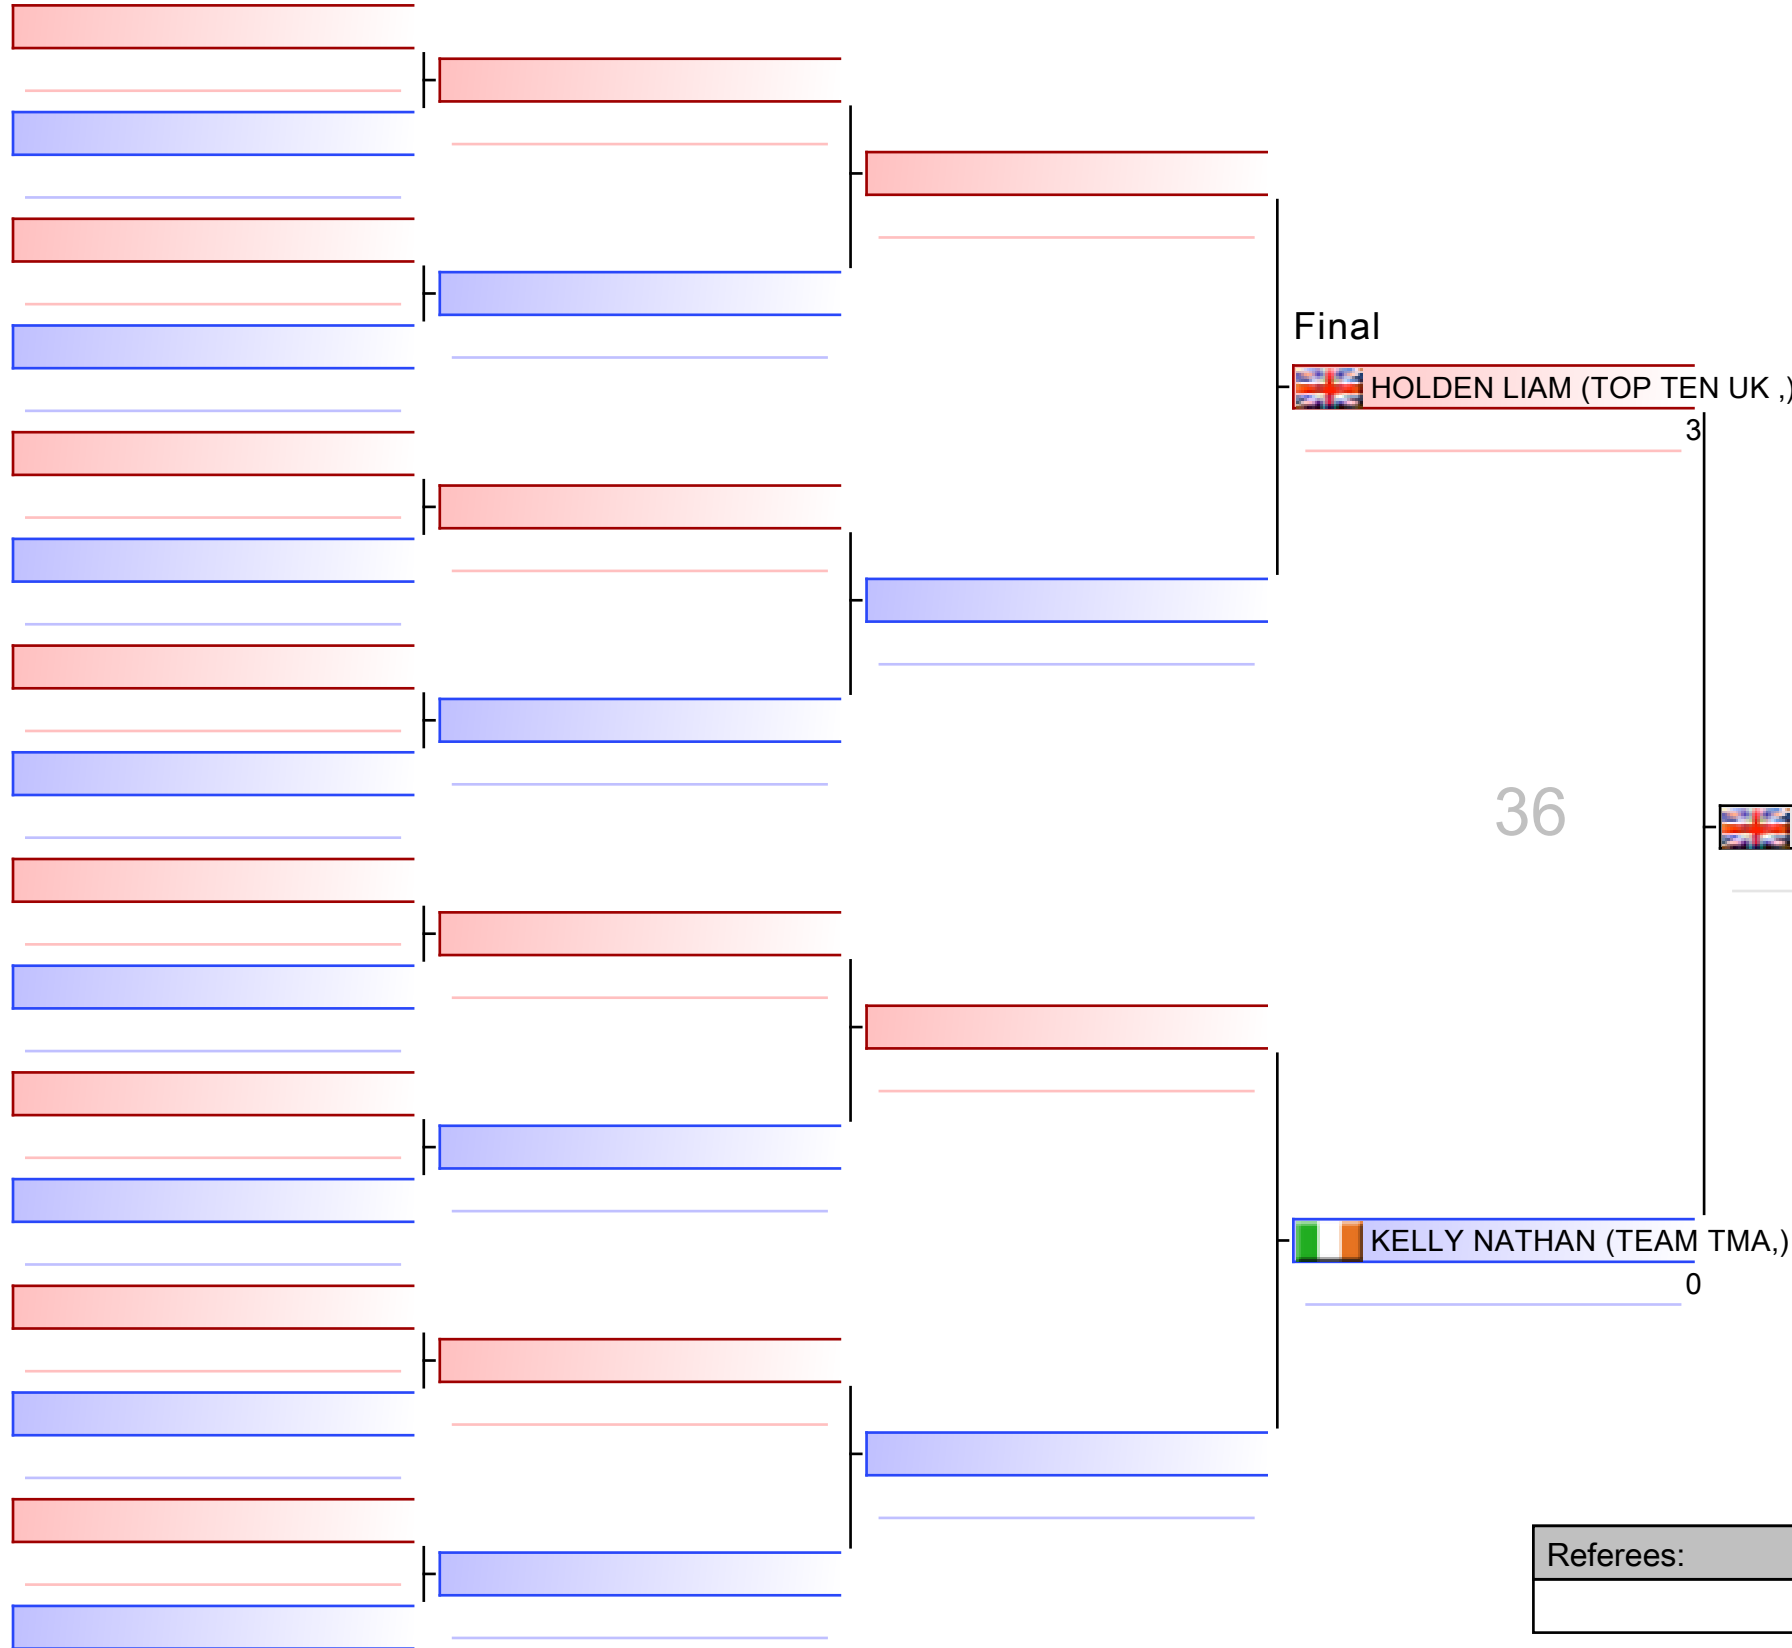 Final
HOLDEN LIAM (TOP TEN UK ,)
3
36
KELLY NATHAN (TEAM TMA,)
0
Referees: